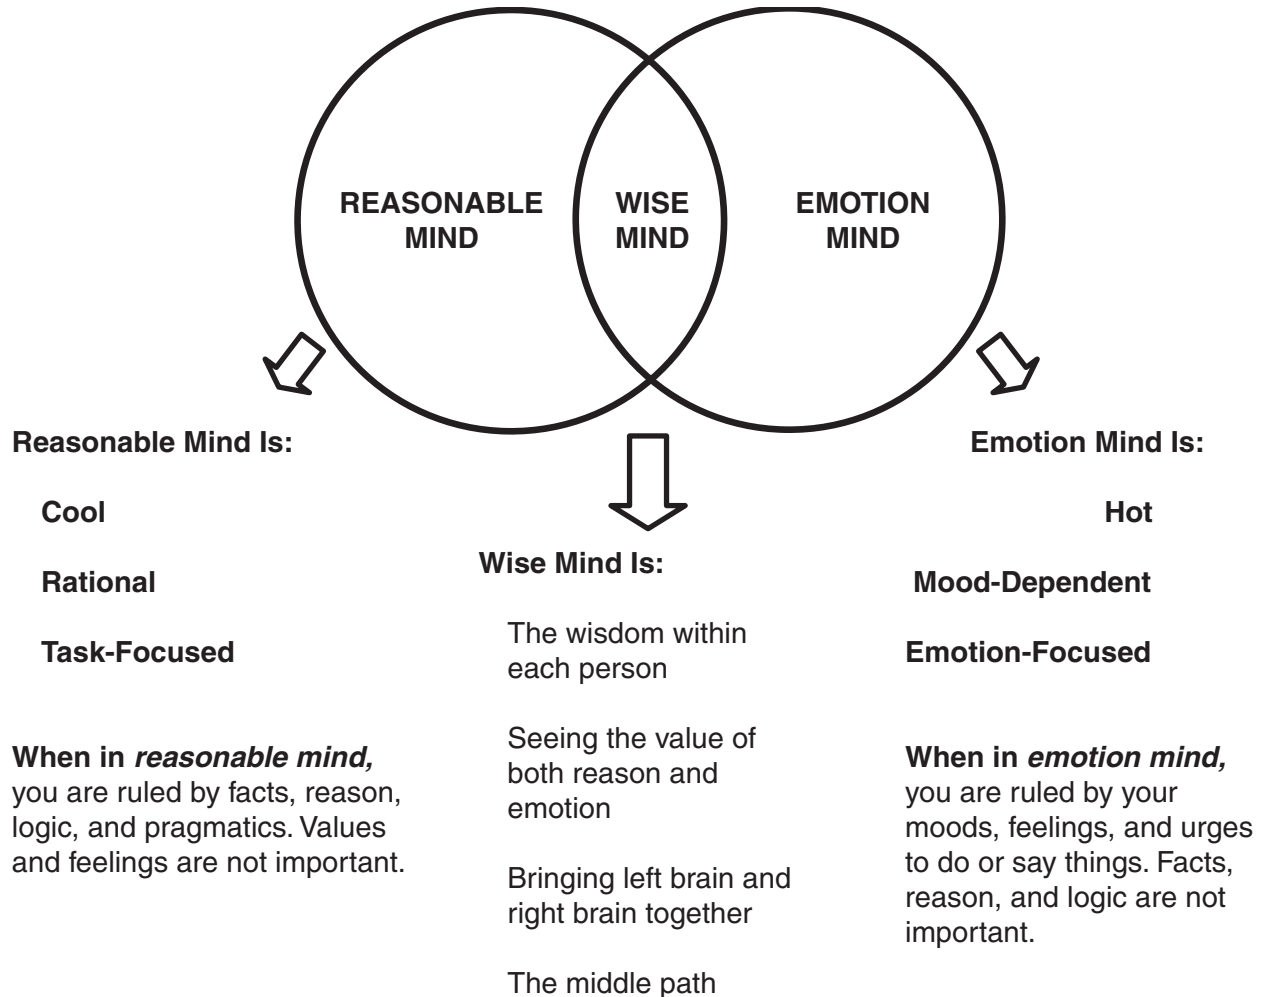 REASONABLE
MIND
WISE
MIND
EMOTION
MIND
Reasonable Mind Is:
Cool
Rational
Task-Focused
When in reasonable mind,
you are ruled by facts, reason,
logic, and pragmatics. Values
and feelings are not important.
Wise Mind Is:
The wisdom within
each person
Seeing the value of
both reason and
emotion
Bringing left brain and
right brain together
The middle path
Emotion Mind Is:
Hot
Mood-Dependent
Emotion-Focused
When in emotion mind,
you are ruled by your
moods, feelings, and urges
to do or say things. Facts,
reason, and logic are not
important.